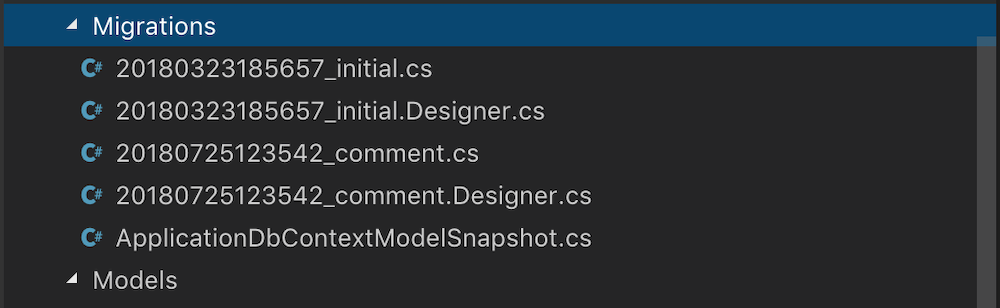 Migrations
C# 20180323185657_initial.cs
C# 20180323185657_initial.Designer.cs
C# 20180725123542_comment.cs
C# 20180725123542_comment.Designer.cs
C# ApplicationDbContextModelSnapshot.cs
Models